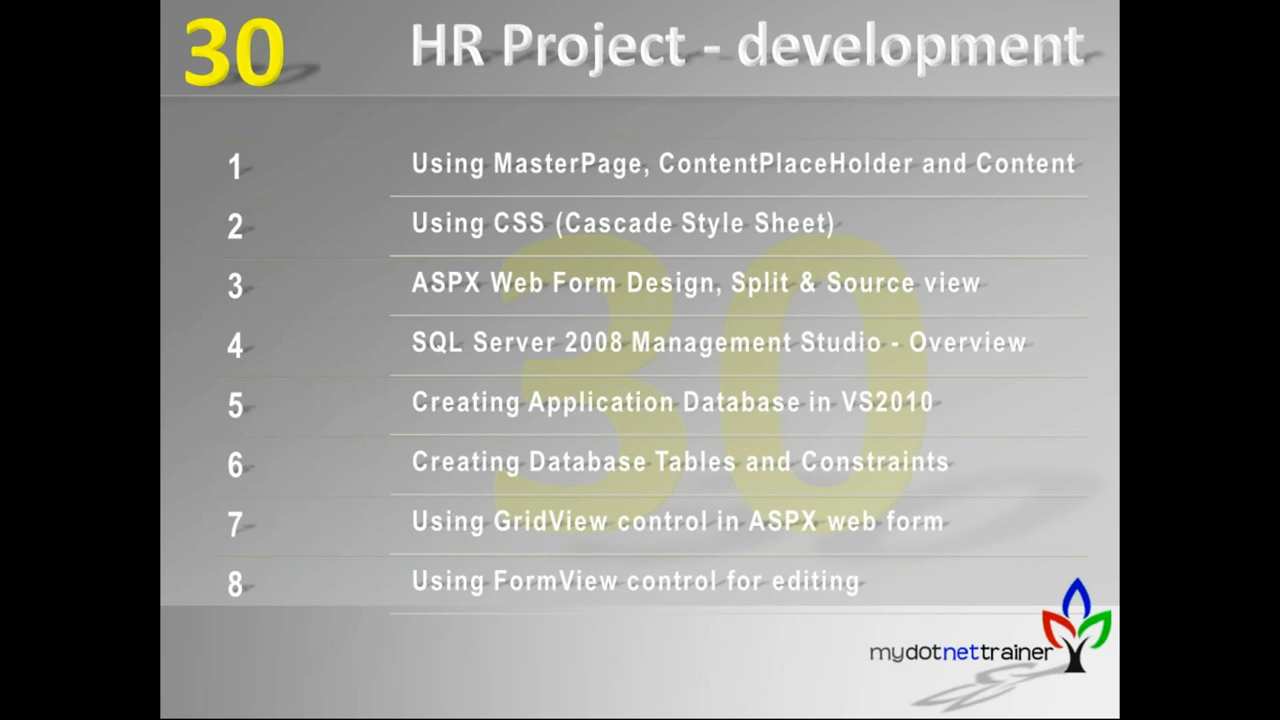 30 HR Project - development
1 Using MasterPage, ContentPlaceHolder and Content
2 Using CSS (Cascade Style Sheet)
3 ASPX Web Form Design, Split & Source view
4 SQL Server 2008 Management Studio - Overview
5 Creating Application Database in VS2010
6 Creating Database Tables and Constraints
7 Using GridView control in ASPX web form
8 Using FormView control for editing
30
mydotnettrainer